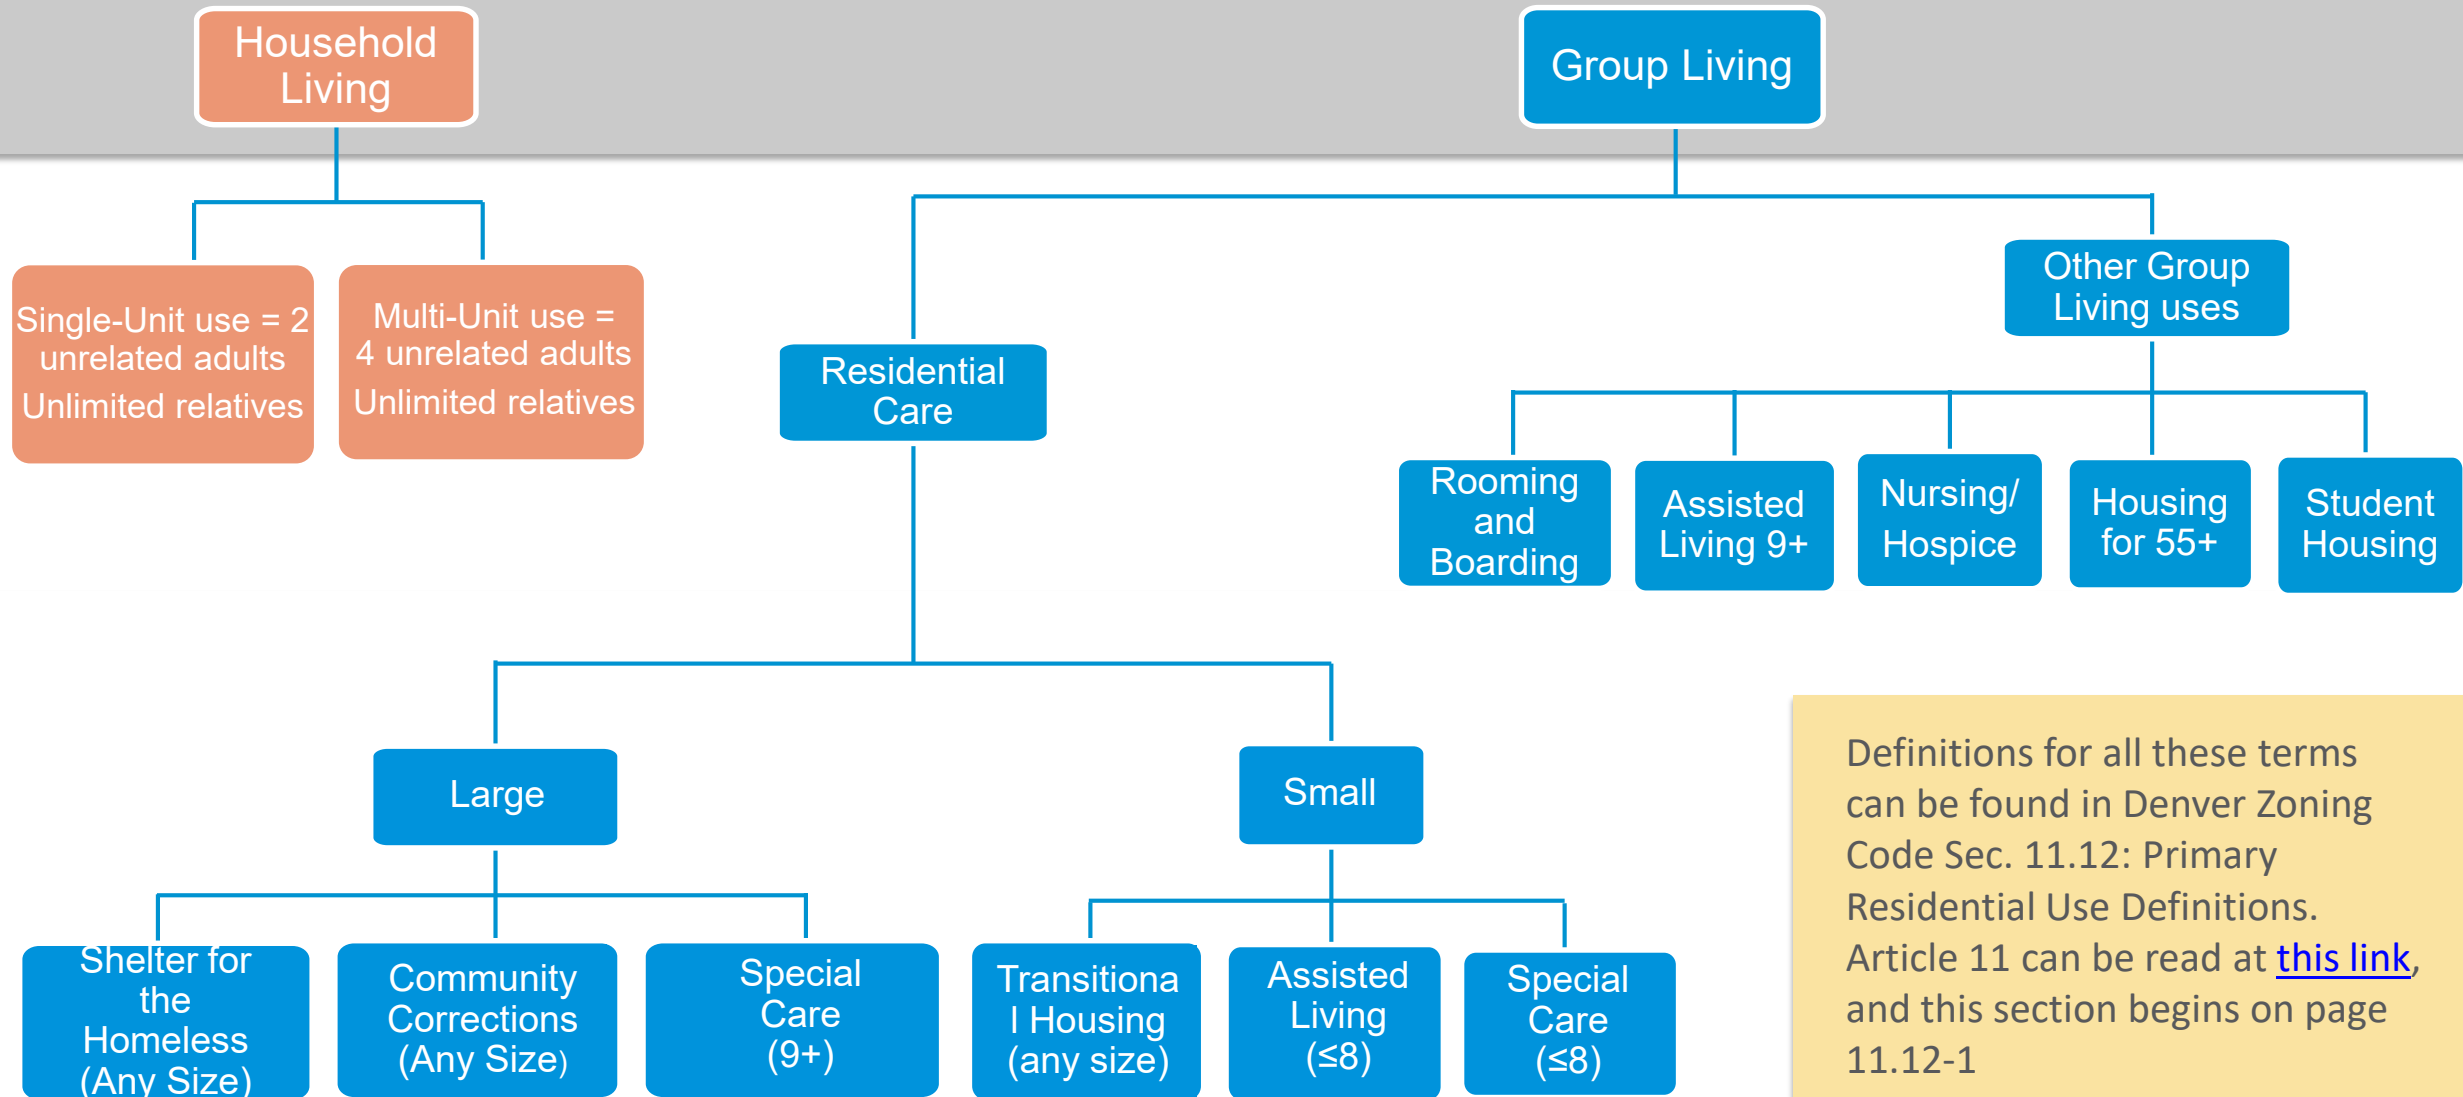 Household
Living
Group Living
Single-Unit use = 2
unrelated adults
Unlimited relatives
Multi-Unit use =
4 unrelated adults
Unlimited relatives
Other Group
Living uses
Residential
Care
Rooming
and
Boarding
Assisted
Living 9+
Nursing/
Hospice
Housing
for 55+
Student
Housing
Large
Small
Shelter for
the
Homeless
(Any Size)
Community
Corrections
(Any Size)
Special
Care
(9+)
Transitiona
l Housing
(any size)
Assisted
Living
(≤8)
Special
Care
(≤8)
Definitions for all these terms
can be found in Denver Zoning
Code Sec. 11.12: Primary
Residential Use Definitions.
Article 11 can be read at this link,
and this section begins on page
11.12-1